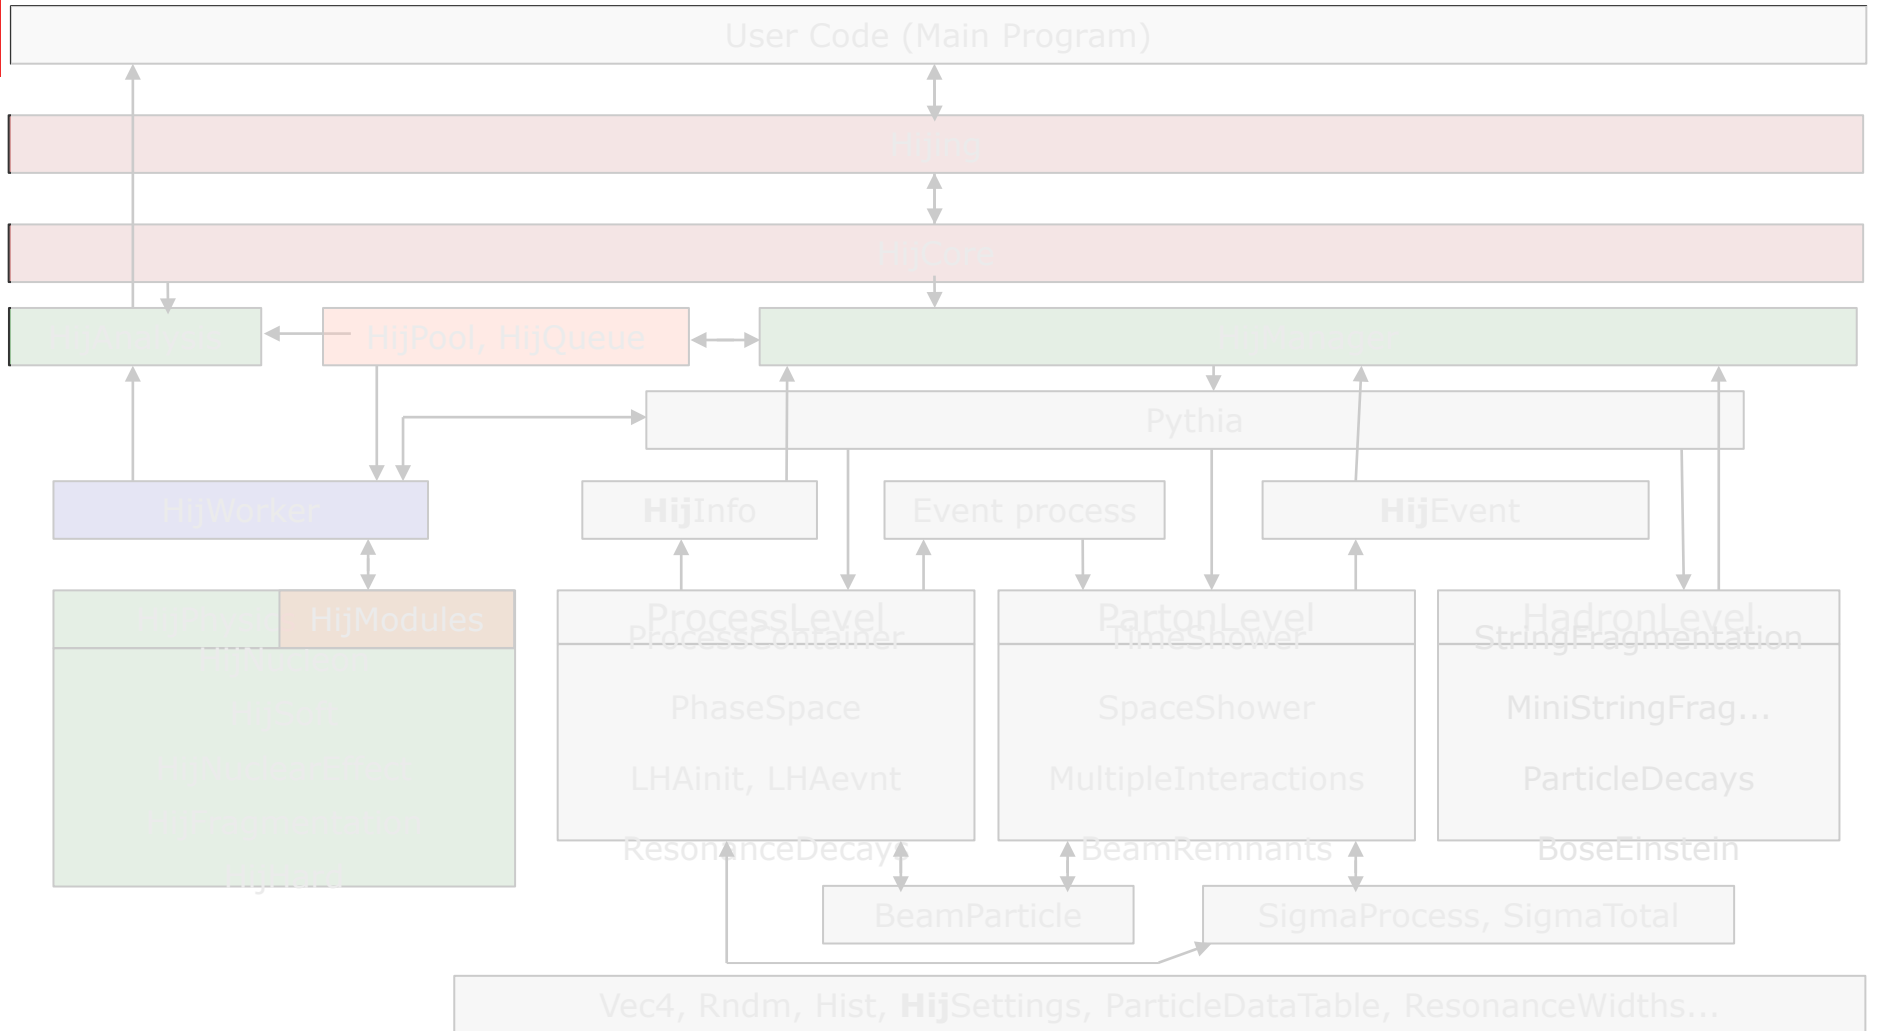 User Code (Main Program)
Hijing
HijCore
HijPool, HijQueue
Pythia
HijWorker
HijInfo
Event process
HijEvent
HijModules
ProcessLevel
ProcessContainer
PhaseSpace
LHAinit, LHAevnt
ResonanceDecays
PartonLevel
TimeShower
SpaceShower
MultipleInteractions
BeamRemnants
HadronLevel
StringFragmentation
MiniStringFrag...
ParticleDecays
BoseEinstein
BeamParticle
SigmaProcess, SigmaTotal
Vec4, Rndm, Hist, HijSettings, ParticleDataTable, ResonanceWidths...